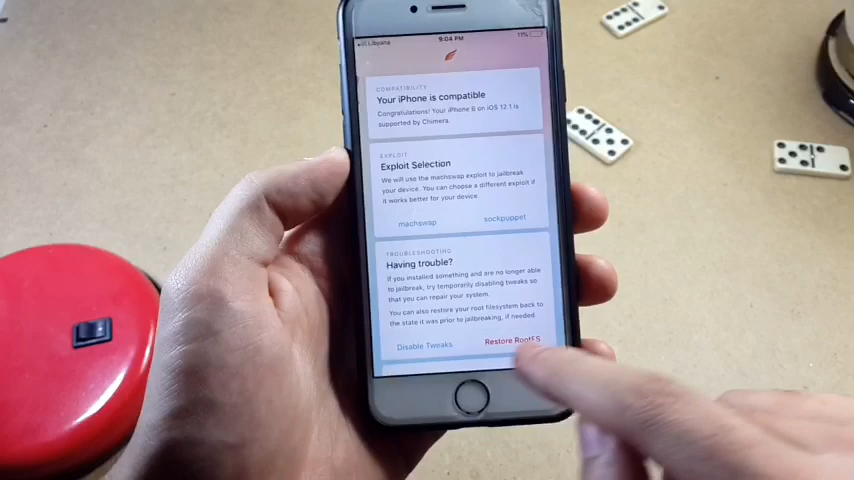 Libyana 9:04 PM 11%
COMPATIBILITY
Your iPhone is compatible
Congratulations! Your iPhone 6 on iOS 12.1 is
supported by Chimera.
EXPLOIT
Exploit Selection
We will use the machswap exploit to jailbreak
your device. You can choose a different exploit if
it works better for your device.
machswap sockpuppet
TROUBLESHOOTING
Having trouble?
If you installed something and are no longer able
to jailbreak, try temporarily disabling tweaks so
that you can repair your system.
You can also restore your root filesystem back to
the state it was prior to jailbreaking, if needed.
Disable Tweaks Restore RootFS